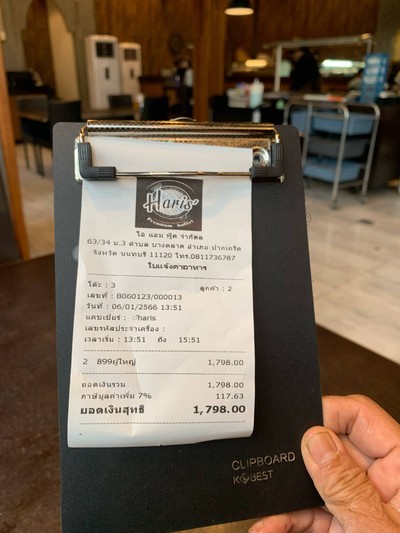 Haris
Premium buffet
ไอ แอม ฟู้ด จำกัด
63/34 ม.3 ตำบล บางตลาด อำเภอ ปากเกร็ด
จังหวัด นนทบุรี 11120 โทร.0811736787
ใบแจ้งค่าอาหาร
โต๊ะ : 3 ลูกค้า : 2
เลขที่ : B060123/000013
วันที่ : 06/01/2566 13:51
แคชเชียร์ : haris
เลขรหัสประจำเครื่อง :
เวลาเริ่ม : 13:51 ถึง 15:51
2 899ผู้ใหญ่ 1,798.00
ยอดเงินรวม 1,798.00
ภาษีมูลค่าเพิ่ม 7% 117.63
ยอดเงินสุทธิ 1,798.00
CLIPBOARD
KOBEST